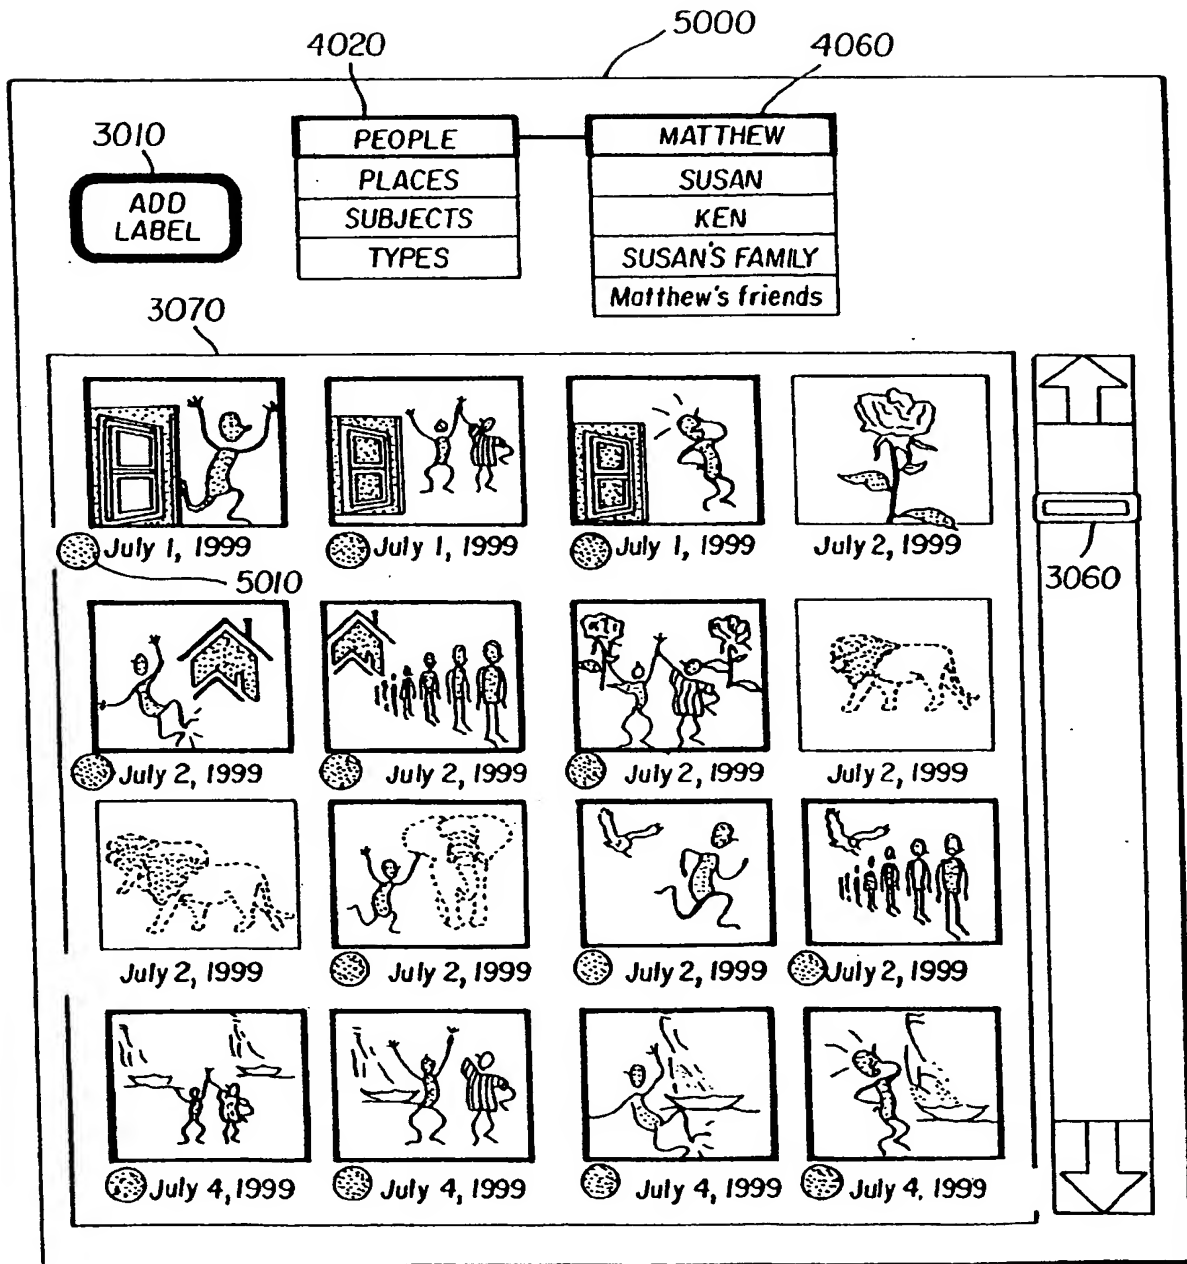 5000
4020
4060
3010
PEOPLE
MATTHEW
ADD
LABEL
PLACES
SUSAN
SUBJECTS
KEN
TYPES
SUSAN'S FAMILY
Matthew's friends
3070
July 1, 1999
July 1, 1999
July 1, 1999
July 2, 1999
5010
3060
July 2, 1999
July 2, 1999
July 2, 1999
July 2, 1999
July 2, 1999
July 2, 1999
July 2, 1999
July 2, 1999
July 4, 1999
July 4, 1999
July 4, 1999
July 4, 1999